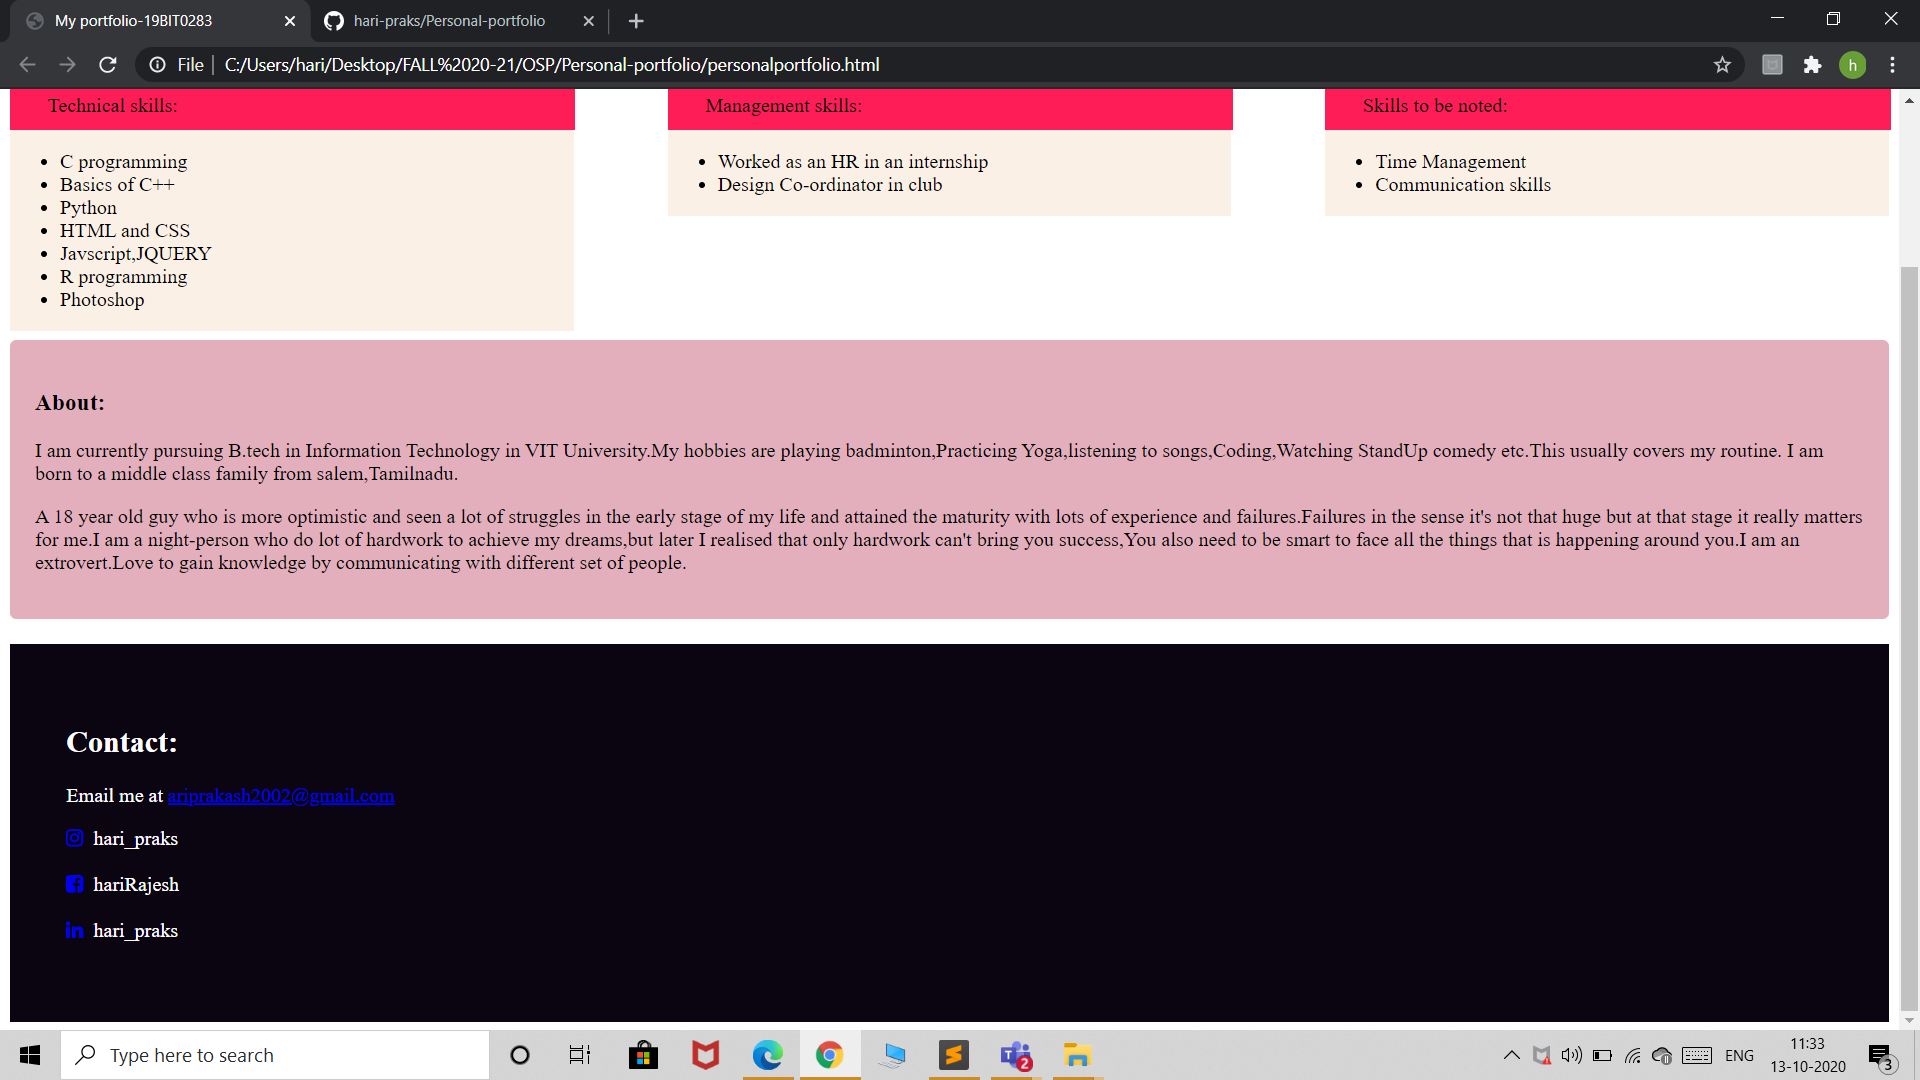 My portfolio-19BIT0283
hari-praks/Personal-portfolio
File
C:/Users/hari/Desktop/FALL%2020-21/OSP/Personal-portfolio/personalportfolio.html
h
Technical skills:
C programming
Basics of C++
Python
HTML and CSS
Javscript,JQUERY
R programming
Photoshop
Management skills:
Worked as an HR in an internship
Design Co-ordinator in club
Skills to be noted:
Time Management
Communication skills
About:
I am currently pursuing B.tech in Information Technology in VIT University.My hobbies are playing badminton,Practicing Yoga,listening to songs,Coding,Watching StandUp comedy etc.This usually covers my routine. I am
born to a middle class family from salem,Tamilnadu.
A 18 year old guy who is more optimistic and seen a lot of struggles in the early stage of my life and attained the maturity with lots of experience and failures.Failures in the sense it's not that huge but at that stage it really matters
for me.I am a night-person who do lot of hardwork to achieve my dreams,but later I realised that only hardwork can't bring you success,You also need to be smart to face all the things that is happening around you.I am an
extrovert.Love to gain knowledge by communicating with different set of people.
Contact:
Email me at ariprakash2002@gmail.com
hari_praks
hariRajesh
hari_praks
Type here to search
2
ENG
11:33
13-10-2020
3